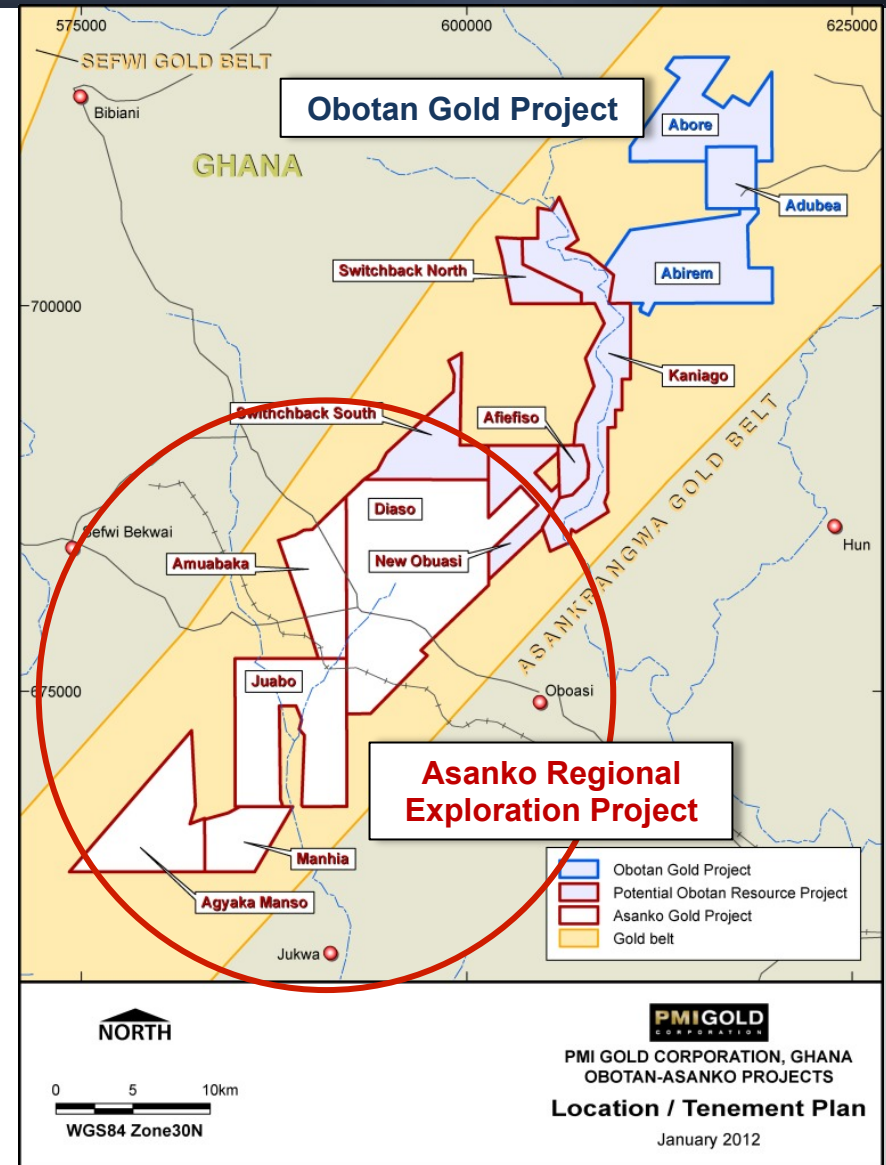 575000
600000
625000
SEFWI GOLD BELT
Bibiani
Obotan Gold Project
GHANA
Abore
Adubea
Switchback North
Abirem
700000
Kaniago
Swithchback South
Afiefiso
ASANKRANGWA GOLD BELT
Diaso
Sefwi Bekwai
Hun
Amuabaka
New Obuasi
675000
Juabo
Oboasi
Asanko Regional
Exploration Project
Manhia
Agyaka Manso
Jukwa
Obotan Gold Project
Potential Obotan Resource Project
Asanko Gold Project
Gold belt
NORTH
0 5 10km
WGS84 Zone30N
PMIGOLD
CORPORATION
PMI GOLD CORPORATION, GHANA
OBOTAN-ASANKO PROJECTS
Location / Tenement Plan
January 2012